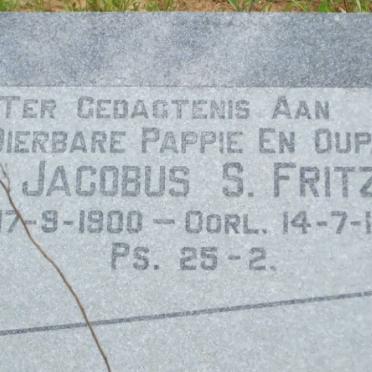 TER GEDAGTENIS AAN
DIERBARE PAPPIE EN OUP
JACOBUS S. FRITZ
17-9-1900 - OORL. 14-7-1
PS. 25-2.